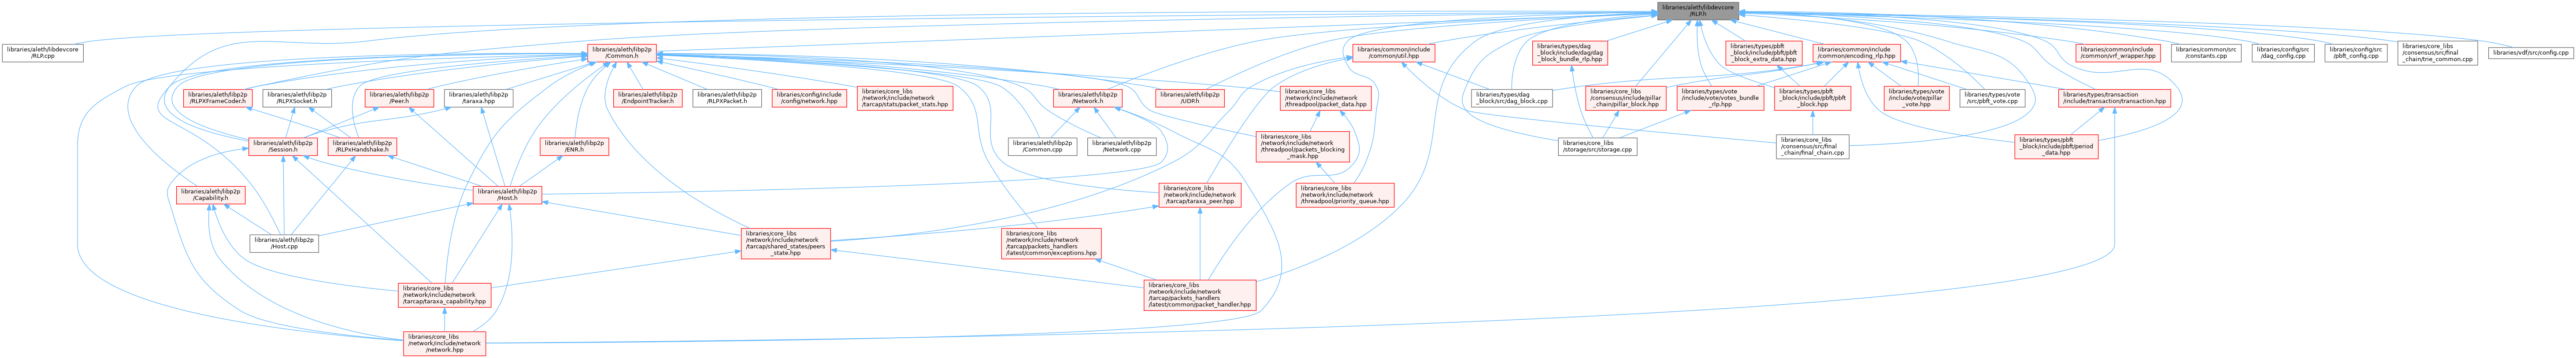 libraries/aleth/libdevcore
/RLP.h
libraries/aleth/libdevcore
/RLP.cpp
libraries/aleth/libp2p
/Common.h
libraries/common/include
/common/util.hpp
libraries/types/dag
_block/include/dag/dag
_block_bundle_rlp.hpp
libraries/types/pbft
_block/include/pbft/pbft
_block_extra_data.hpp
libraries/common/include
/common/encoding_rlp.hpp
libraries/common/include
/common/vrf_wrapper.hpp
libraries/common/src
/constants.cpp
libraries/config/src
/dag_config.cpp
libraries/config/src
/pbft_config.cpp
libraries/core_libs
/consensus/src/final
_chain/trie_common.cpp
libraries/vdf/src/config.cpp
libraries/aleth/libp2p
/RLPXFrameCoder.h
libraries/aleth/libp2p
/RLPXSocket.h
libraries/aleth/libp2p
/Peer.h
libraries/aleth/libp2p
/taraxa.hpp
libraries/aleth/libp2p
/EndpointTracker.h
libraries/aleth/libp2p
/RLPXPacket.h
libraries/config/include
/config/network.hpp
libraries/core_libs
/network/include/network
/tarcap/stats/packet_stats.hpp
libraries/aleth/libp2p
/Network.h
libraries/aleth/libp2p
/UDP.h
libraries/core_libs
/network/include/network
/threadpool/packet_data.hpp
libraries/types/dag
_block/src/dag_block.cpp
libraries/core_libs
/consensus/include/pillar
_chain/pillar_block.hpp
libraries/types/vote
/include/vote/votes_bundle
_rlp.hpp
libraries/types/pbft
_block/include/pbft/pbft
_block.hpp
libraries/types/vote
/include/vote/pillar
_vote.hpp
libraries/types/vote
/src/pbft_vote.cpp
libraries/types/transaction
/include/transaction/transaction.hpp
libraries/aleth/libp2p
/Session.h
libraries/aleth/libp2p
/RLPxHandshake.h
libraries/aleth/libp2p
/ENR.h
libraries/aleth/libp2p
/Common.cpp
libraries/aleth/libp2p
/Network.cpp
libraries/core_libs
/network/include/network
/threadpool/packets_blocking
_mask.hpp
libraries/core_libs
/storage/src/storage.cpp
libraries/core_libs
/consensus/src/final
_chain/final_chain.cpp
libraries/types/pbft
_block/include/pbft/period
_data.hpp
libraries/aleth/libp2p
/Capability.h
libraries/aleth/libp2p
/Host.h
libraries/core_libs
/network/include/network
/tarcap/taraxa_peer.hpp
libraries/core_libs
/network/include/network
/threadpool/priority_queue.hpp
libraries/aleth/libp2p
/Host.cpp
libraries/core_libs
/network/include/network
/tarcap/shared_states/peers
_state.hpp
libraries/core_libs
/network/include/network
/tarcap/packets_handlers
/latest/common/exceptions.hpp
libraries/core_libs
/network/include/network
/tarcap/taraxa_capability.hpp
libraries/core_libs
/network/include/network
/tarcap/packets_handlers
/latest/common/packet_handler.hpp
libraries/core_libs
/network/include/network
/network.hpp